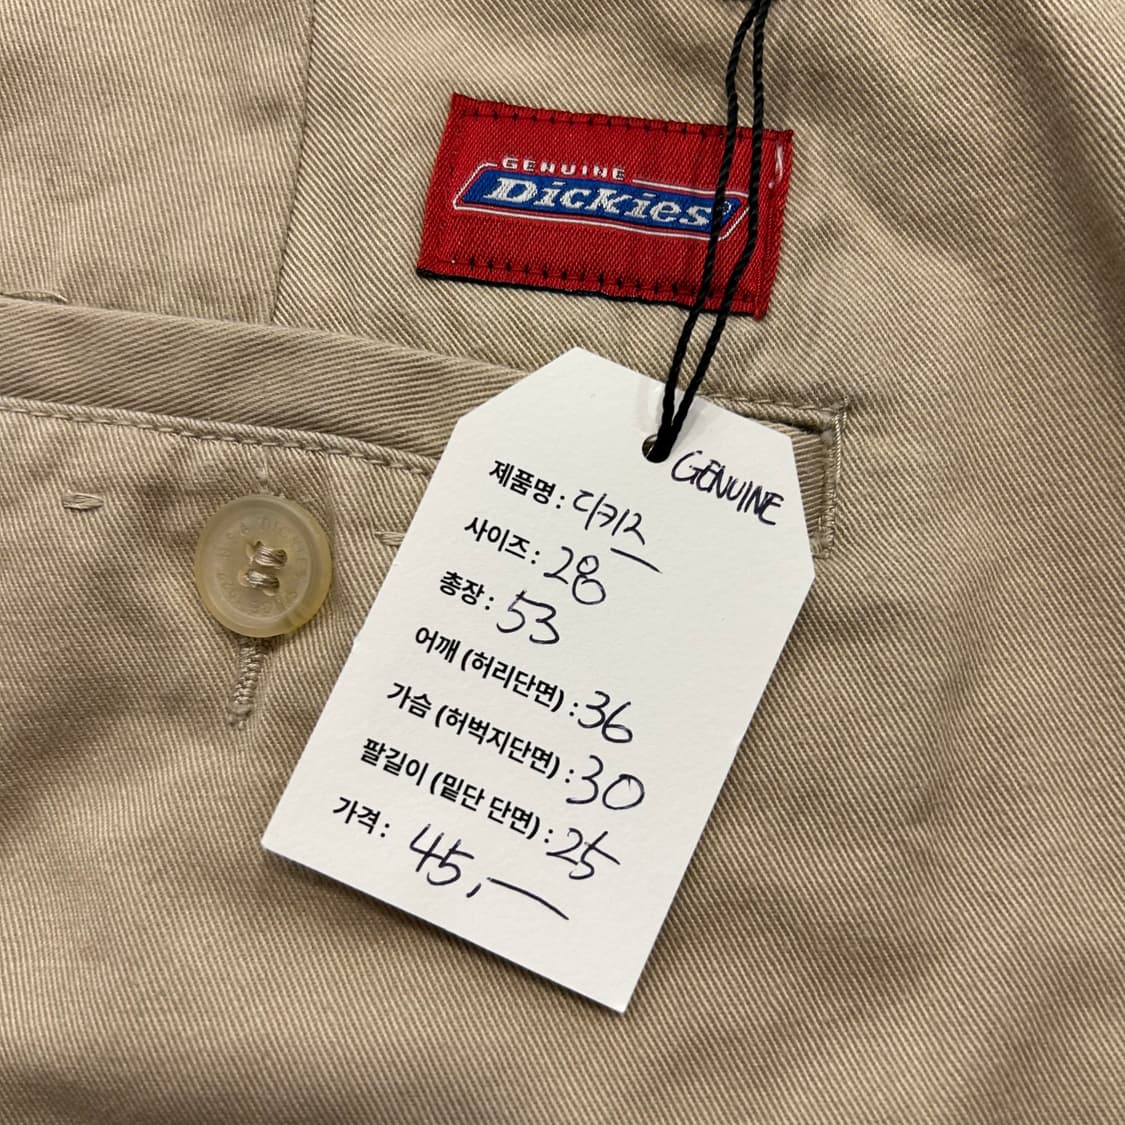 GENUINE
Dickies
GENUINE
제품명 : 디키즈
사이즈 : 28
총장 : 53
어깨 (허리단면) : 36
가슴 (허벅지단면) : 30
팔길이 (밑단 단면) : 25
가격 : 45,—